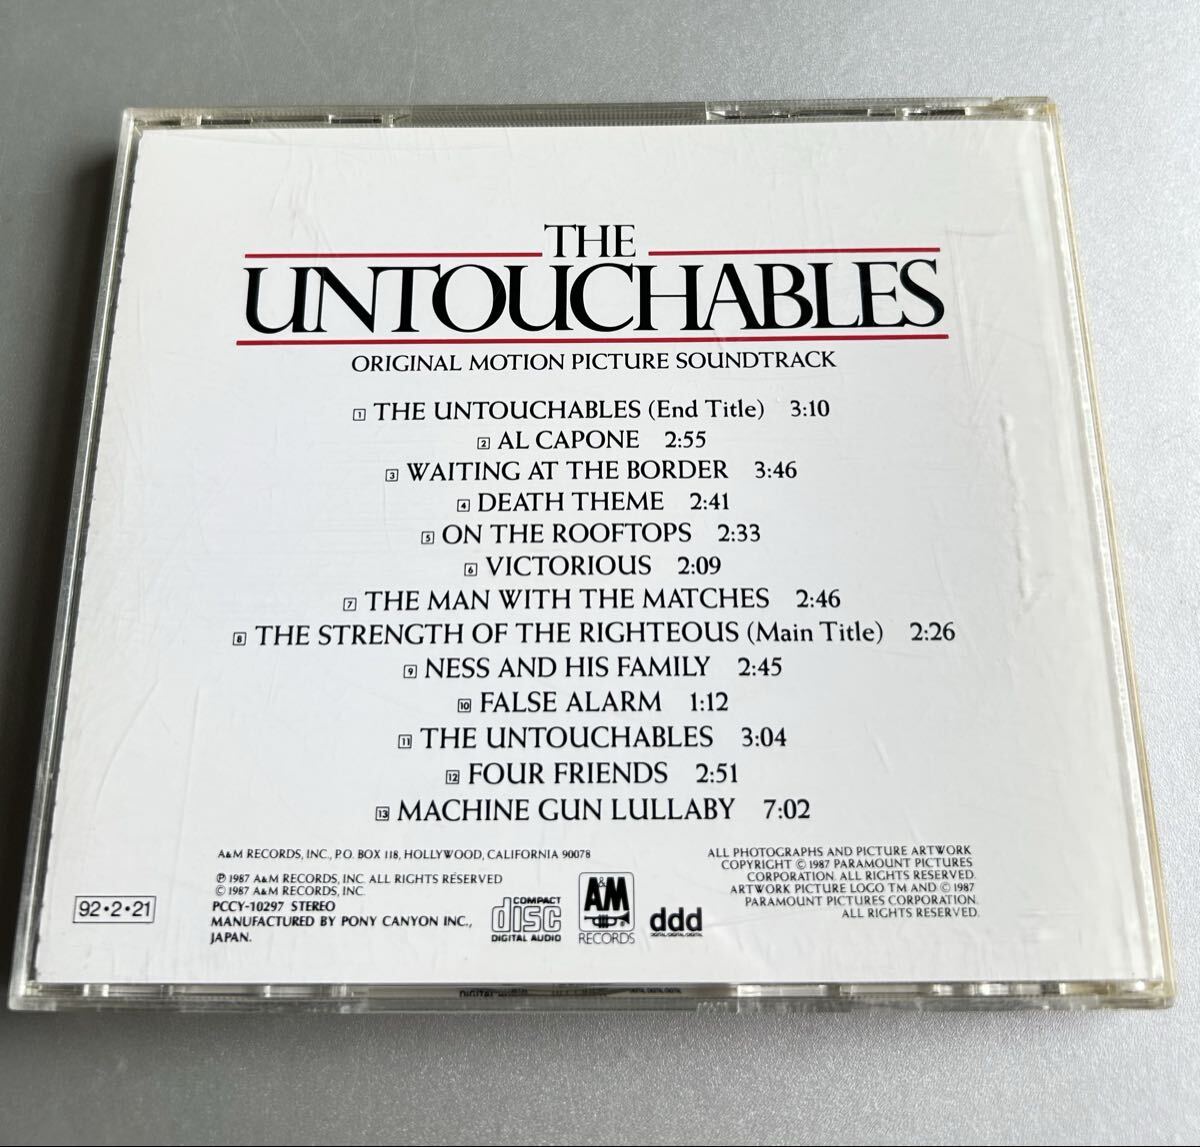 THE
UNTOUCHABLES
ORIGINAL MOTION PICTURE SOUNDTRACK
1 THE UNTOUCHABLES (End Title) 3:10
2 AL CAPONE 2:55
3 WAITING AT THE BORDER 3:46
4 DEATH THEME 2:41
5 ON THE ROOFTOPS 2:33
6 VICTORIOUS 2:09
7 THE MAN WITH THE MATCHES 2:46
8 THE STRENGTH OF THE RIGHTEOUS (Main Title) 2:26
9 NESS AND HIS FAMILY 2:45
10 FALSE ALARM 1:12
11 THE UNTOUCHABLES 3:04
12 FOUR FRIENDS 2:51
13 MACHINE GUN LULLABY 7:02
A&M RECORDS, INC., P.O. BOX 118, HOLLYWOOD, CALIFORNIA 90078
℗ 1987 A&M RECORDS, INC. ALL RIGHTS RESERVED
© 1987 A&M RECORDS, INC.
PCCY-10297 STEREO
MANUFACTURED BY PONY CANYON INC.,
JAPAN.
92•2•21
COMPACT
disc
DIGITAL AUDIO
A&M
RECORDS
ddd
DIGITAL/DIGITAL/DIGITAL
ALL PHOTOGRAPHS AND PICTURE ARTWORK
COPYRIGHT © 1987 PARAMOUNT PICTURES
CORPORATION. ALL RIGHTS RESERVED.
ARTWORK PICTURE LOGO TM AND © 1987
PARAMOUNT PICTURES CORPORATION.
ALL RIGHTS RESERVED.